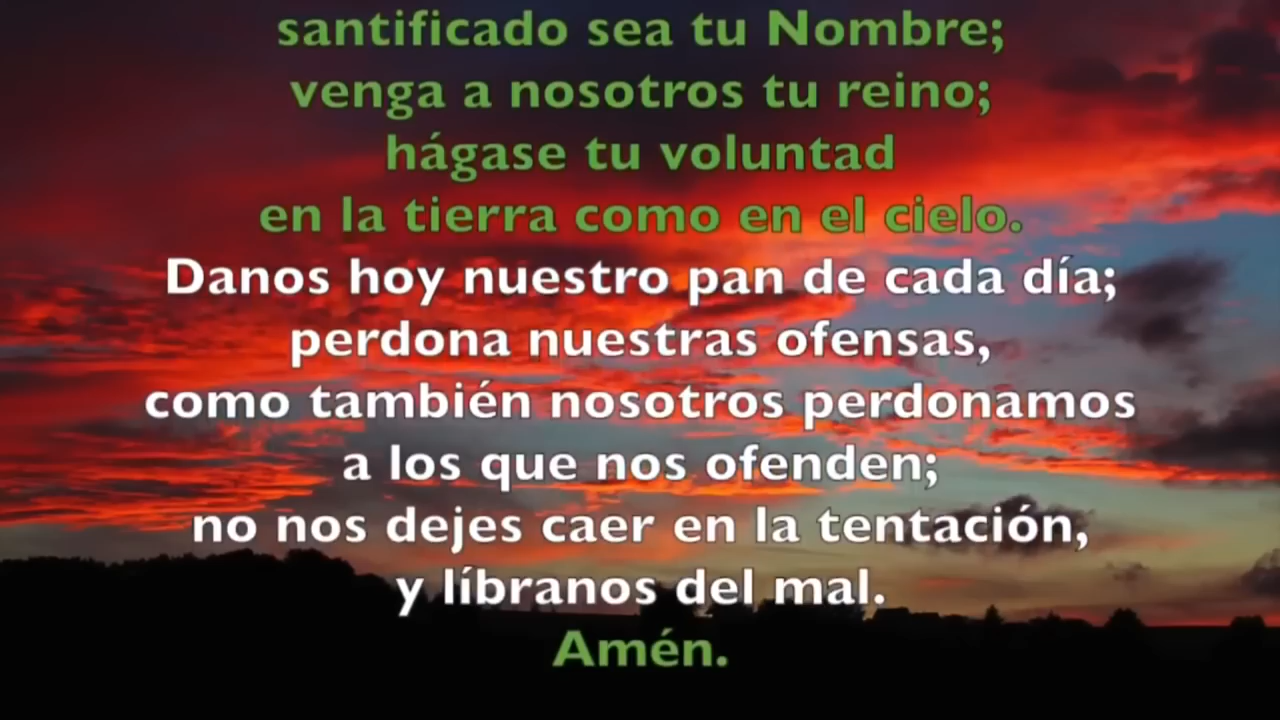 santificado sea tu Nombre;
venga a nosotros tu reino;
hágase tu voluntad
en la tierra como en el cielo.
Danos hoy nuestro pan de cada día;
perdona nuestras ofensas,
como también nosotros perdonamos
a los que nos ofenden;
no nos dejes caer en la tentación,
y líbranos del mal.
Amén.